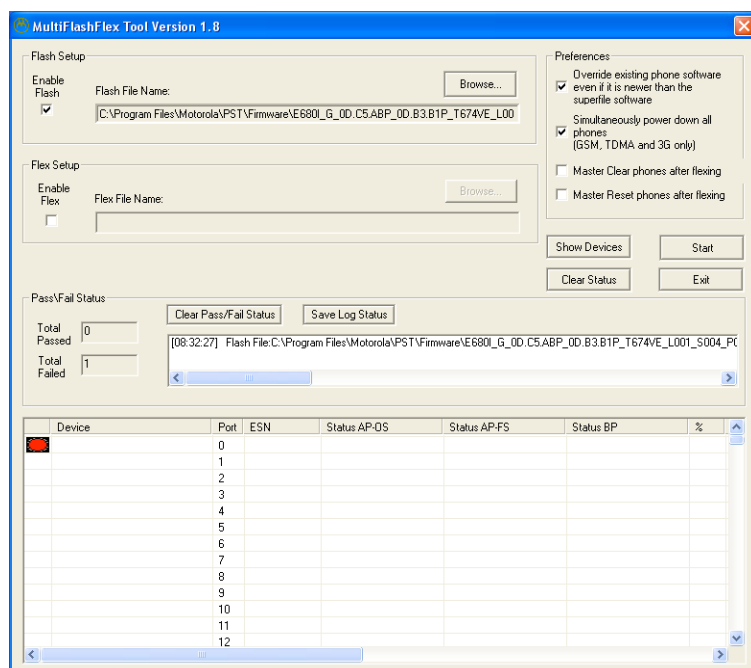 MultiFlashFlex Tool Version 1.8
Flash Setup
Enable
Flash
Flash File Name:
Browse...
C:\Program Files\Motorola\PST\Firmware\E680I_G_0D.C5.ABP_0D.B3.B1P_T674VE_L00
Flex Setup
Enable
Flex
Flex File Name:
Browse...
Preferences
Override existing phone software
even if it is newer than the
superfile software
Simultaneously power down all
phones
(GSM, TDMA and 3G only)
Master Clear phones after flexing
Master Reset phones after flexing
Show Devices
Start
Clear Status
Exit
Pass\Fail Status
Clear Pass/Fail Status
Save Log Status
Total
Passed
0
Total
Failed
1
[08:32:27] Flash File:C:\Program Files\Motorola\PST\Firmware\E680I_G_0D.C5.ABP_0D.B3.B1P_T674VE_L001_S004_P
Device Port ESN Status AP-OS Status AP-FS Status BP %
0
1
2
3
4
5
6
7
8
9
10
11
12